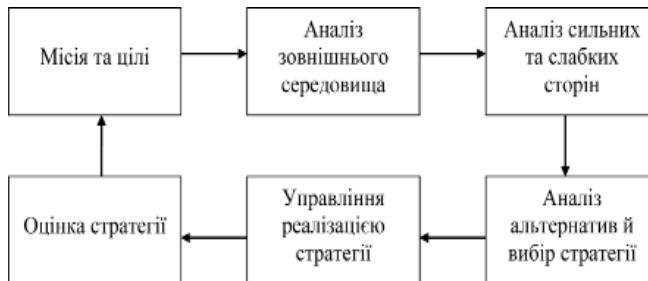 Місія та цілі
Аналіз
зовнішнього
середовища
Аналіз сильних
та слабких
сторін
Оцінка стратегії
Управління
реалізацією
стратегії
Аналіз
альтернатив й
вибір стратегії